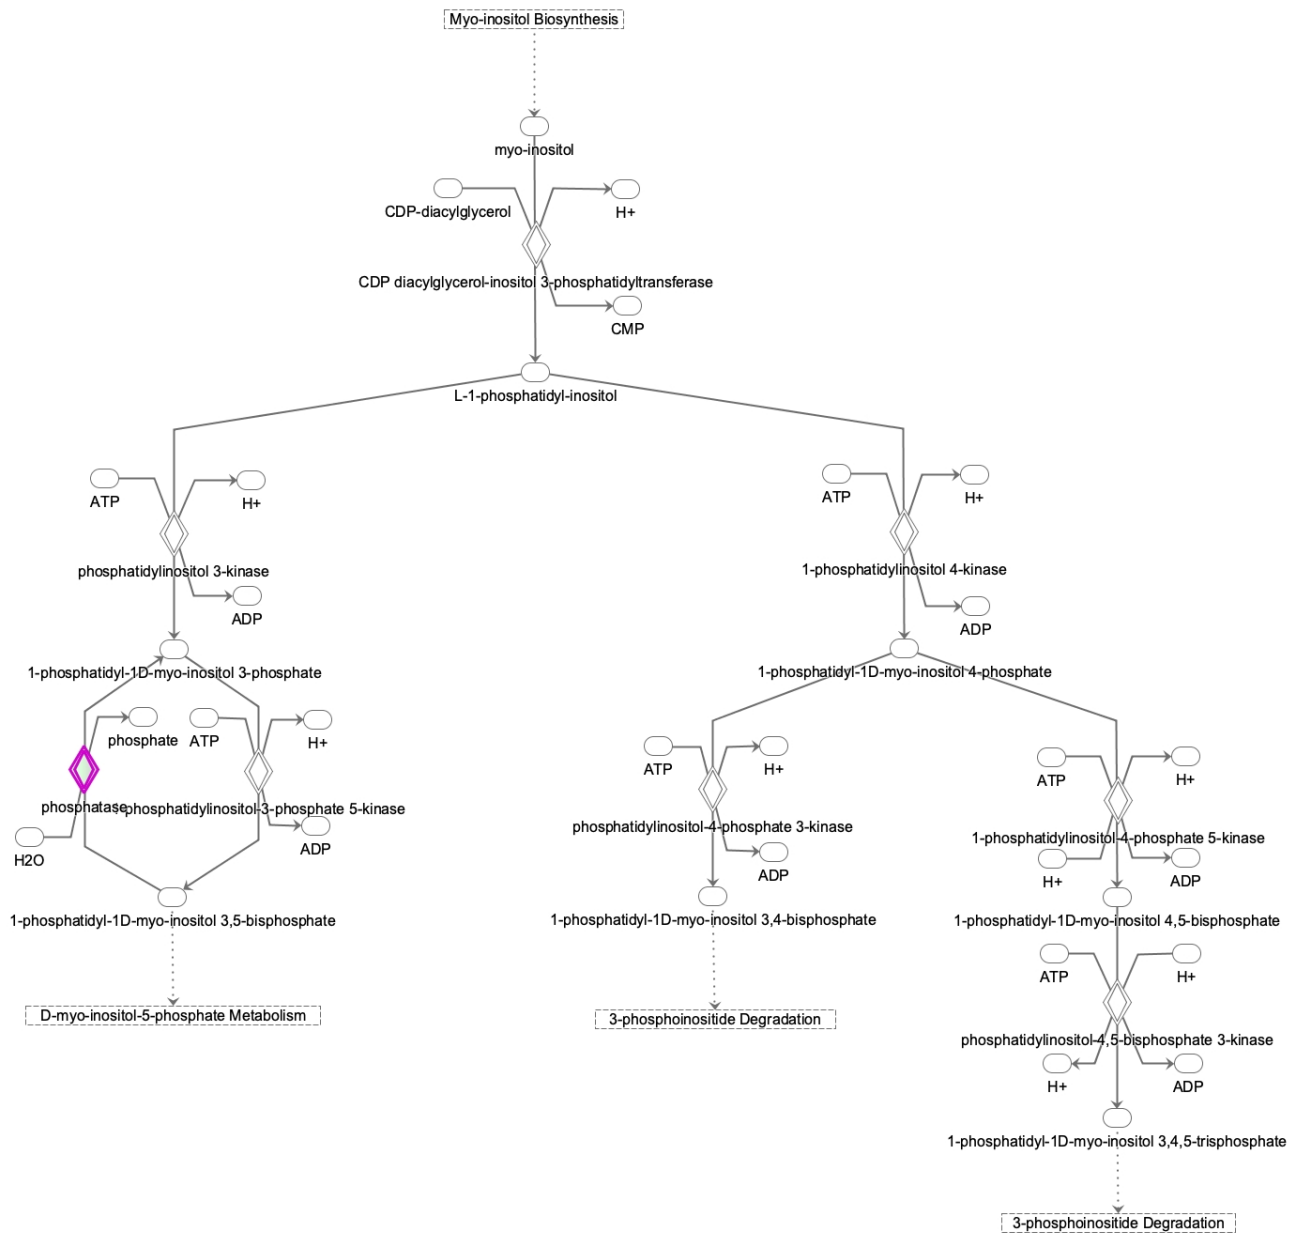 Myo-inositol Biosynthesis
myo-inositol
CDP-diacylglycerol
H+
CDP diacylglycerol-inositol 3-phosphatidyltransferase
CMP
L-1-phosphatidyl-inositol
ATP
H+
phosphatidylinositol 3-kinase
ADP
1-phosphatidyl-1D-myo-inositol 3-phosphate
ATP
H+
1-phosphatidylinositol 4-kinase
ADP
1-phosphatidyl-1D-myo-inositol 4-phosphate
phosphate
ATP
H+
phosphatase
phosphatidylinositol-3-phosphate 5-kinase
H2O
ADP
1-phosphatidyl-1D-myo-inositol 3,5-bisphosphate
D-myo-inositol-5-phosphate Metabolism
ATP
H+
phosphatidylinositol-4-phosphate 3-kinase
ADP
1-phosphatidyl-1D-myo-inositol 3,4-bisphosphate
3-phosphoinositide Degradation
ATP
H+
1-phosphatidylinositol-4-phosphate 5-kinase
H+
ADP
1-phosphatidyl-1D-myo-inositol 4,5-bisphosphate
ATP
H+
phosphatidylinositol-4,5-bisphosphate 3-kinase
H+
ADP
1-phosphatidyl-1D-myo-inositol 3,4,5-trisphosphate
3-phosphoinositide Degradation